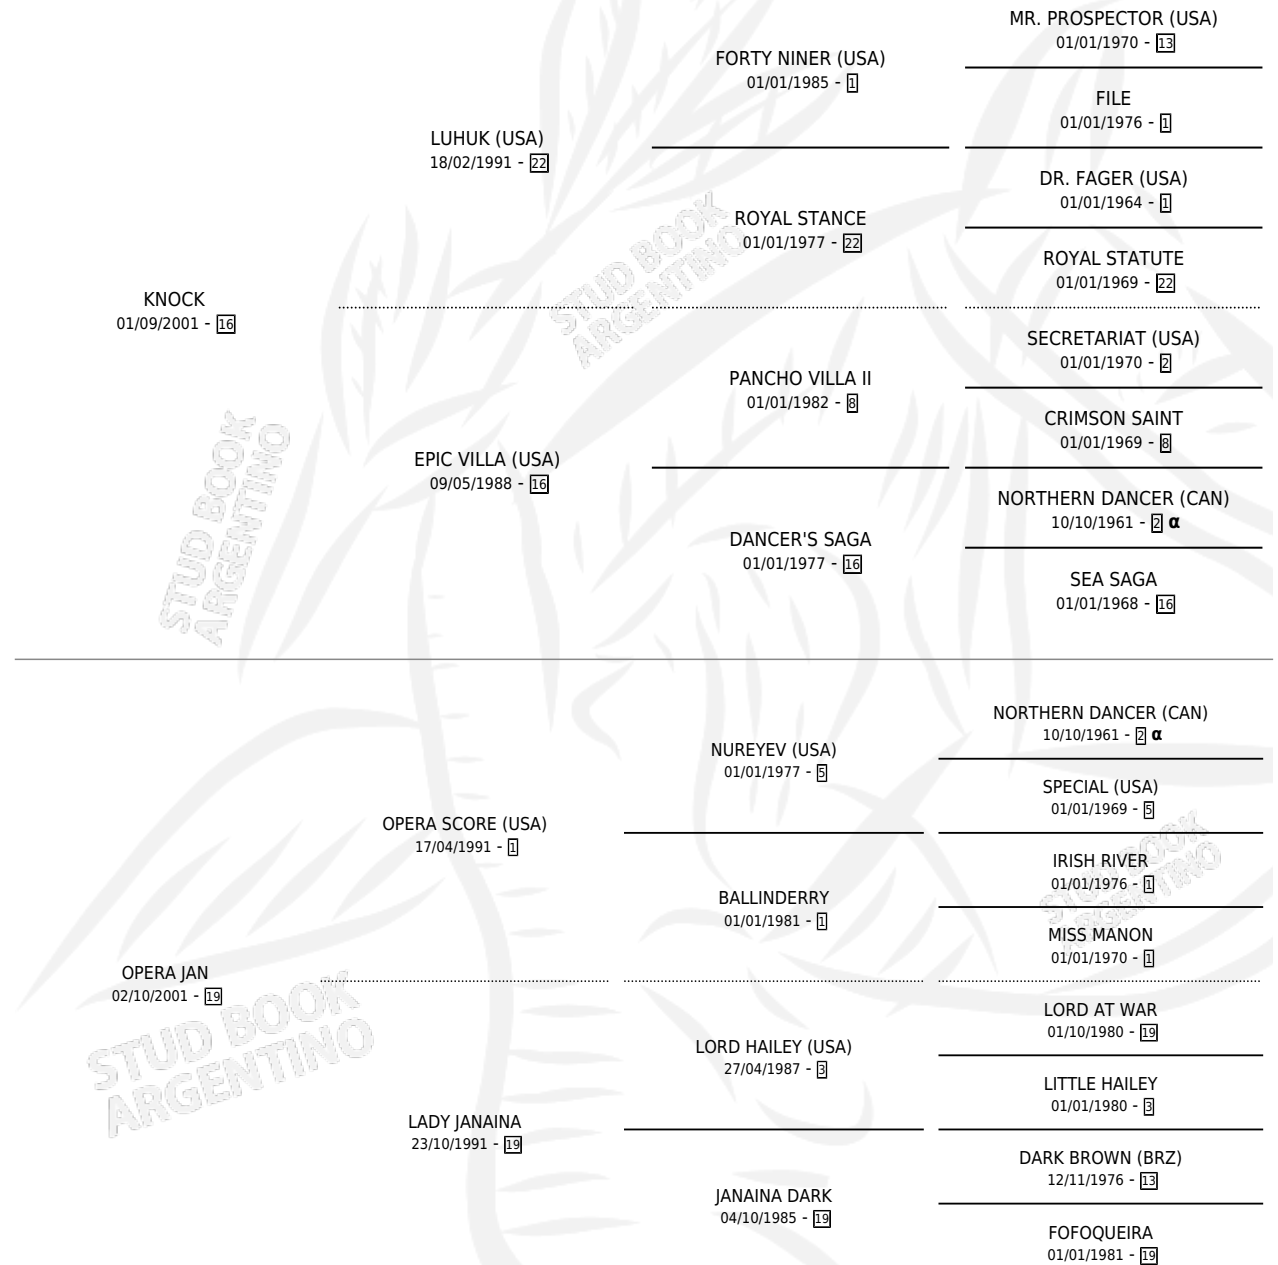 MR. PROSPECTOR (USA)
01/01/1970 - 13
FORTY NINER (USA)
01/01/1985 - 1
FILE
01/01/1976 - 1
LUHUK (USA)
18/02/1991 - 22
DR. FAGER (USA)
01/01/1964 - 1
ROYAL STANCE
01/01/1977 - 22
ROYAL STATUTE
01/01/1969 - 22
KNOCK
01/09/2001 - 16
SECRETARIAT (USA)
01/01/1970 - 2
PANCHO VILLA II
01/01/1982 - 8
CRIMSON SAINT
01/01/1969 - 8
EPIC VILLA (USA)
09/05/1988 - 16
NORTHERN DANCER (CAN)
10/10/1961 - 2 α
DANCER'S SAGA
01/01/1977 - 16
SEA SAGA
01/01/1968 - 16
STUD BOOK
ARGENTINO
STUD BOOK
ARGENTINO
NORTHERN DANCER (CAN)
10/10/1961 - 2 α
NUREYEV (USA)
01/01/1977 - 5
SPECIAL (USA)
01/01/1969 - 5
OPERA SCORE (USA)
17/04/1991 - 1
IRISH RIVER
01/01/1976 - 1
BALLINDERRY
01/01/1981 - 1
MISS MANON
01/01/1970 - 1
OPERA JAN
02/10/2001 - 19
LORD AT WAR
01/10/1980 - 19
LORD HAILEY (USA)
27/04/1987 - 3
LITTLE HAILEY
01/01/1980 - 3
LADY JANAINA
23/10/1991 - 19
DARK BROWN (BRZ)
12/11/1976 - 13
JANAINA DARK
04/10/1985 - 19
FOFOQUEIRA
01/01/1981 - 19
STUD BOOK
ARGENTINO
STUD BOOK
ARGENTINO